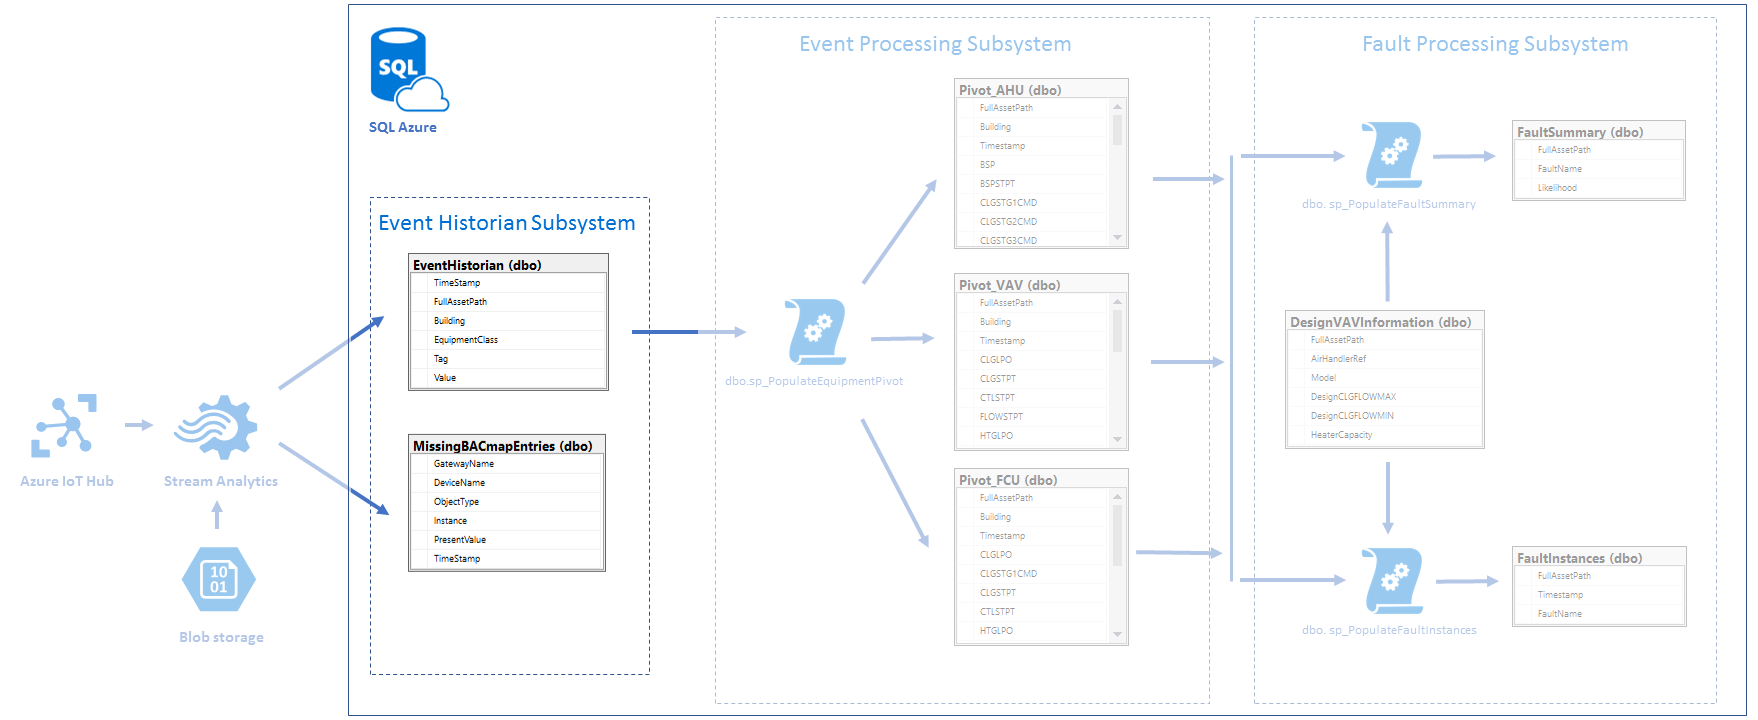 SQL
SQL Azure
Azure IoT Hub
Stream Analytics
10
01
Blob storage
Event Historian Subsystem
EventHistorian (dbo)
TimeStamp
FullAssetPath
Building
EquipmentClass
Tag
Value
MissingBACmapEntries (dbo)
GatewayName
DeviceName
ObjectType
Instance
PresentValue
TimeStamp
Event Processing Subsystem
dbo.sp_PopulateEquipmentPivot
Pivot_AHU (dbo)
FullAssetPath
Building
Timestamp
BSP
BSPSTPT
CLGSTG1CMD
CLGSTG2CMD
CLGSTG3CMD
Pivot_VAV (dbo)
FullAssetPath
Building
Timestamp
CLGLPO
CLGSTPT
CTLSTPT
FLOWSTPT
HTGLPO
Pivot_FCU (dbo)
FullAssetPath
Building
Timestamp
CLGLPO
CLGSTG1CMD
CLGSTPT
CTLSTPT
HTGLPO
Fault Processing Subsystem
dbo. sp_PopulateFaultSummary
FaultSummary (dbo)
FullAssetPath
FaultName
Likelihood
DesignVAVInformation (dbo)
FullAssetPath
AirHandlerRef
Model
DesignCLGFLOWMAX
DesignCLGFLOWMIN
HeaterCapacity
dbo. sp_PopulateFaultInstances
FaultInstances (dbo)
FullAssetPath
Timestamp
FaultName